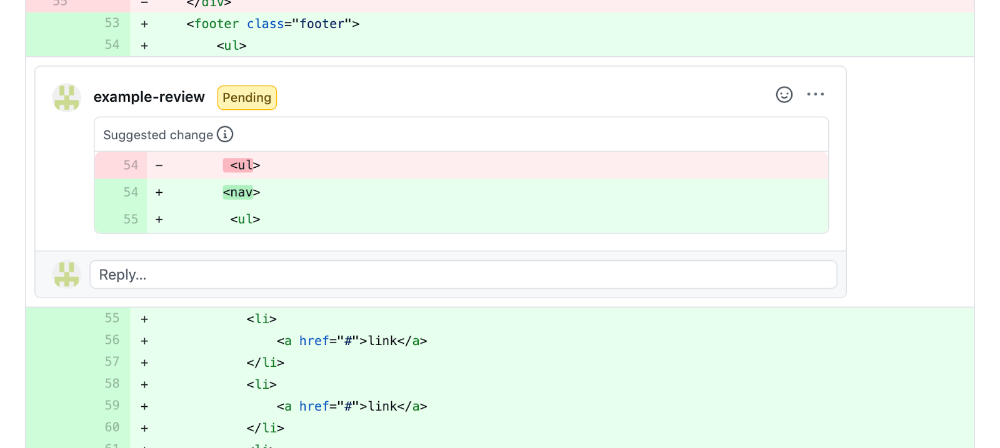 55 - </div>
53 + <footer class="footer">
54 + <ul>
example-review Pending
Suggested change
54 - <ul>
54 + <nav>
55 + <ul>
Reply...
55 + <li>
56 + <a href="#">link</a>
57 + </li>
58 + <li>
59 + <a href="#">link</a>
60 + </li>
61 + <li>